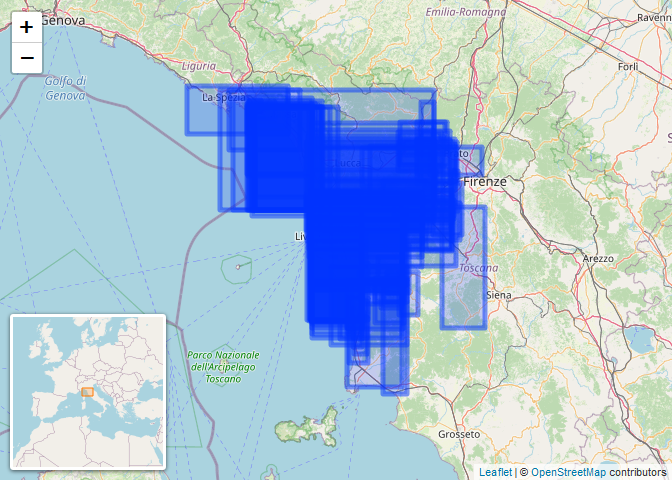 +
−
Genova
Emilia-Romagna
Ravenn
Forlì
Liguria
Golfo di
Genova
La Spezia
Lucca
Firenze
Liv
Toscana
Arezzo
Siena
Parco Nazionale
dell'Arcipelago
Toscano
Grosseto
Leaflet | © OpenStreetMap contributors